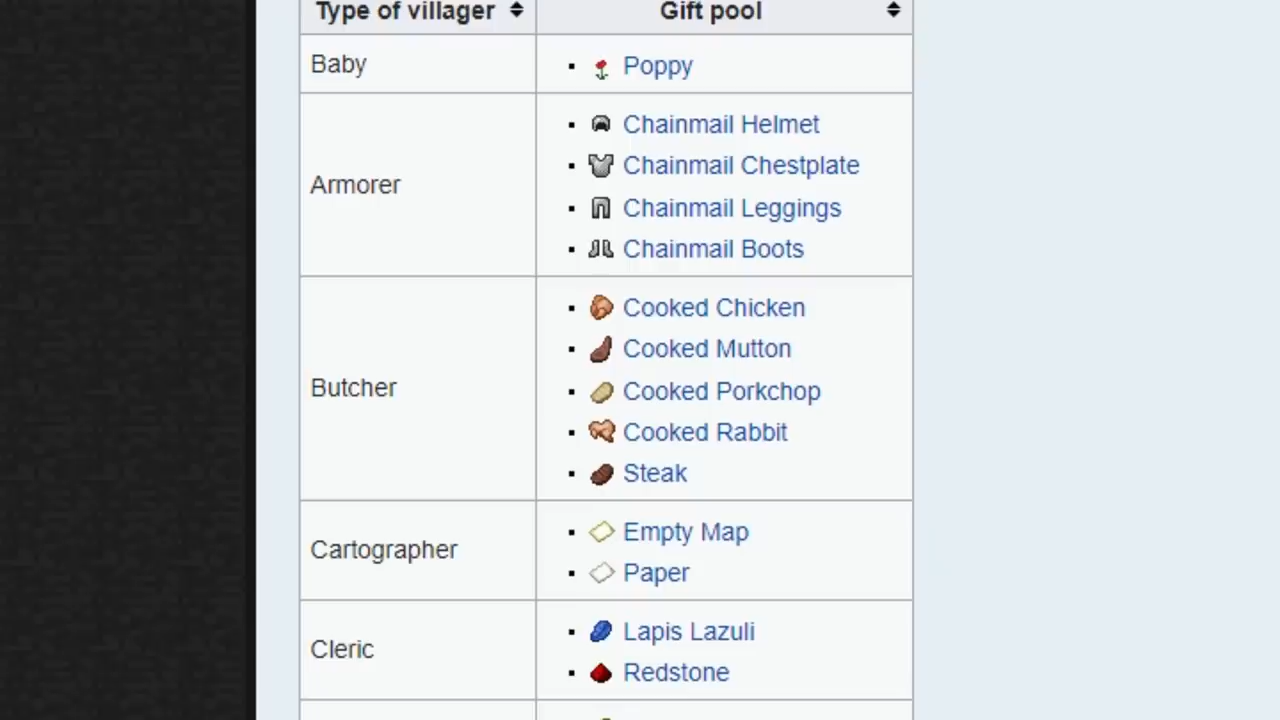 Type of villager
Gift pool
Baby
Poppy
Armorer
Chainmail Helmet
Chainmail Chestplate
Chainmail Leggings
Chainmail Boots
Butcher
Cooked Chicken
Cooked Mutton
Cooked Porkchop
Cooked Rabbit
Steak
Cartographer
Empty Map
Paper
Cleric
Lapis Lazuli
Redstone